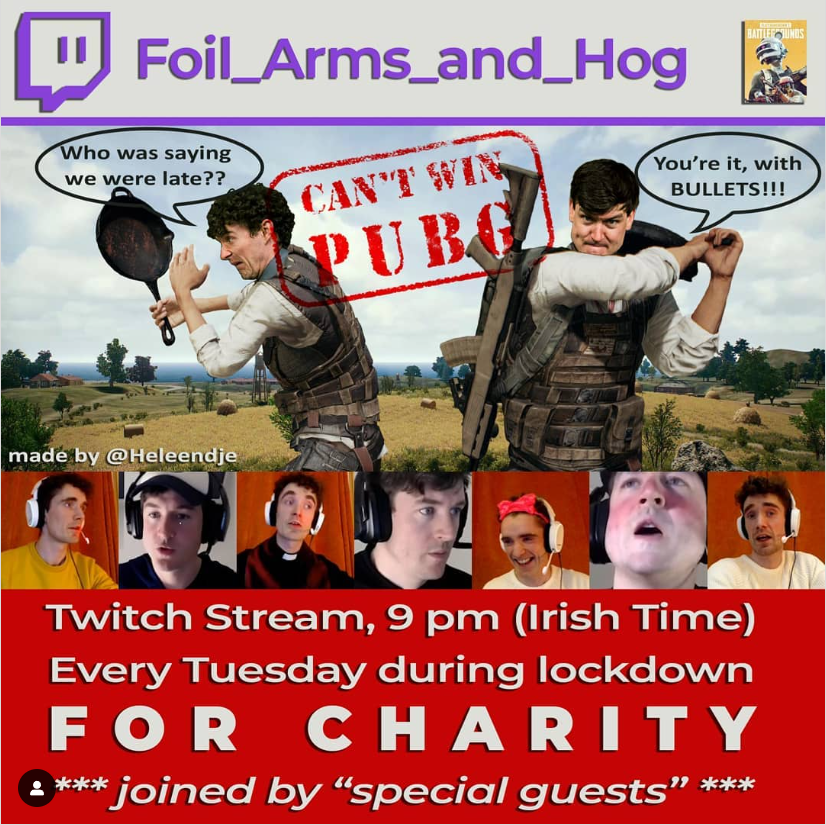 Foil_Arms_and_Hog
BATTLEGROUNDS
Who was saying
we were late??
CAN'T WIN
PUBG
You're it, with
BULLETS!!!
made by @Heleendje
Twitch Stream, 9 pm (Irish Time)
Every Tuesday during lockdown
FOR CHARITY
*** joined by “special guests” ***